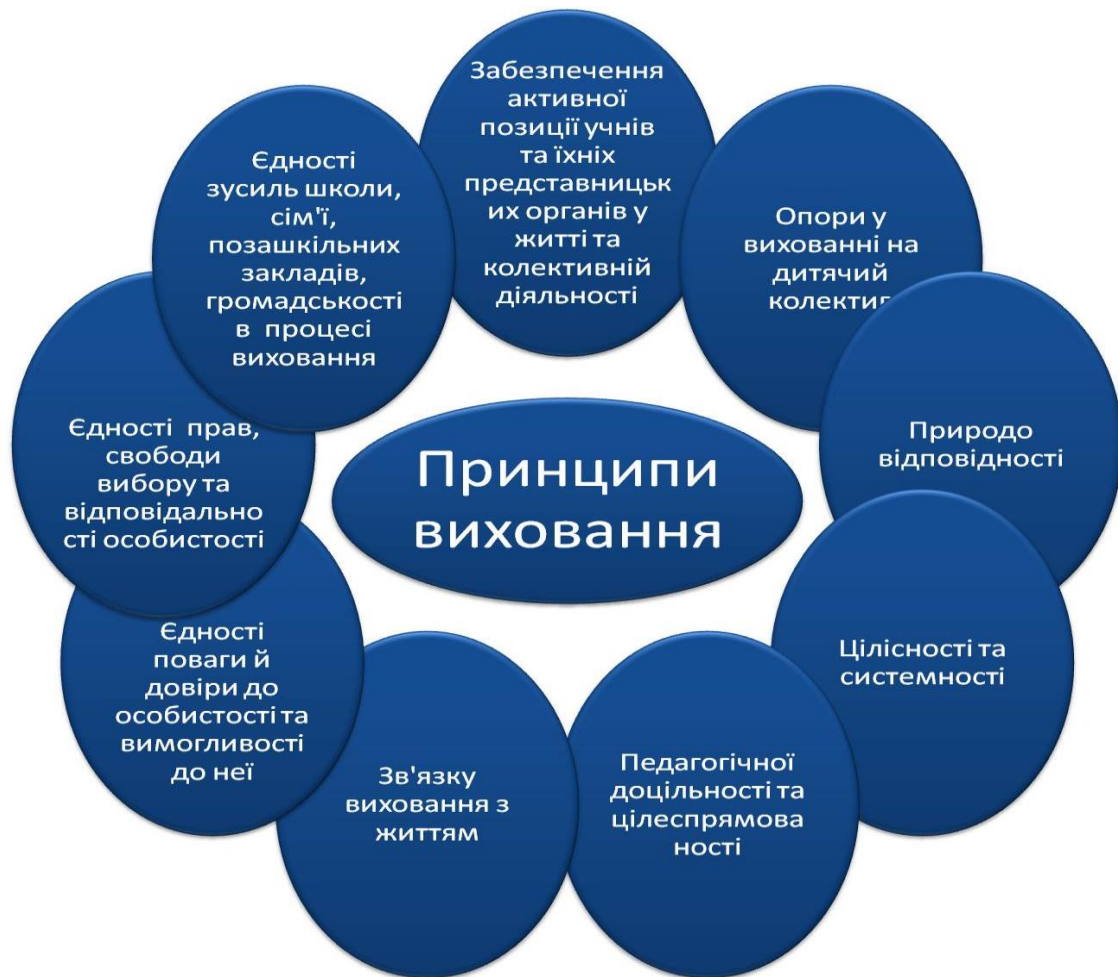 Забезпечення
активної
позиції учнів
та їхніх
представницьк
их органів у
житті та
колективній
діяльності
Опори у
вихованні на
дитячий
колектив
Природо
відповідності
Цілісності та
системності
Педагогічної
доцільності та
цілеспрямова
ності
Зв'язку
виховання з
життям
Єдності
поваги й
довіри до
особистості та
вимогливості
до неї
Єдності прав,
свободи
вибору та
відповідально
сті особистості
Єдності
зусиль школи,
сім'ї,
позашкільних
закладів,
громадськості
в процесі
виховання
Принципи
виховання